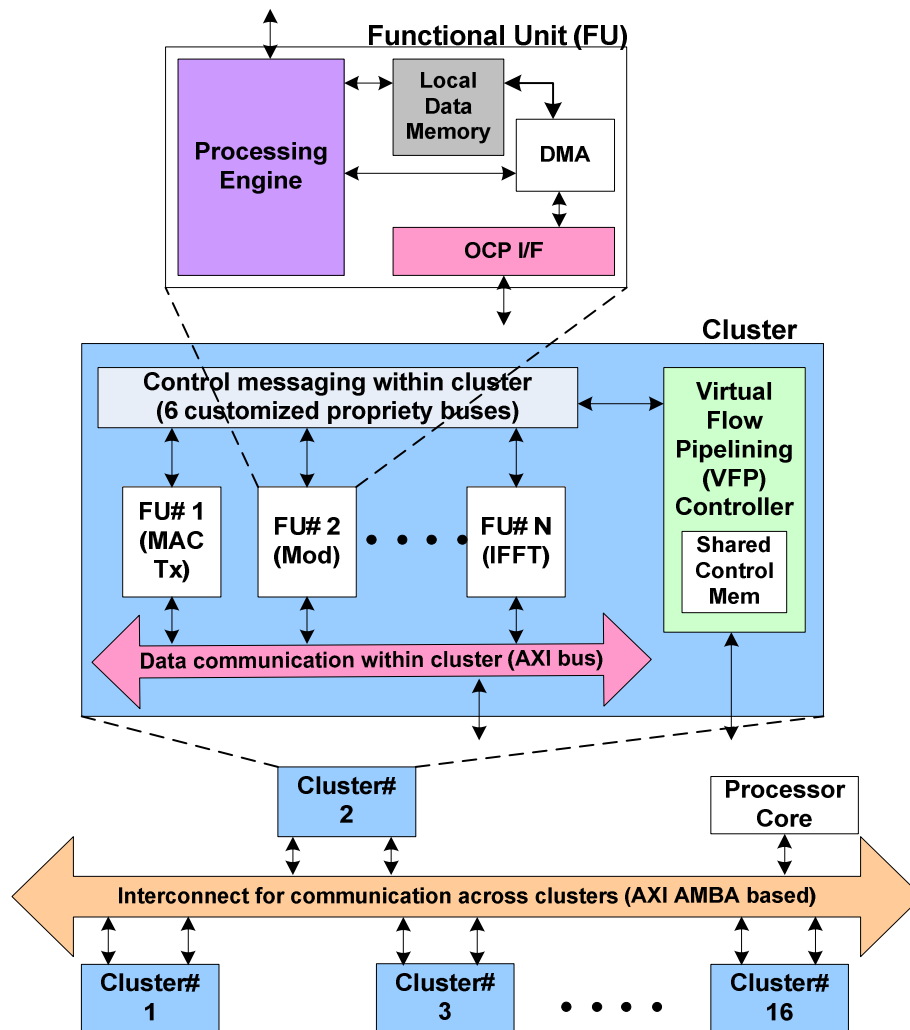 Functional Unit (FU)
Local
Data
Memory
Processing
Engine
DMA
OCP I/F
Cluster
Control messaging within cluster
(6 customized propriety buses)
Virtual
Flow
Pipelining
(VFP)
Controller
Shared
Control
Mem
FU# 1
(MAC
Tx)
FU# 2
(Mod)
FU# N
(IFFT)
Data communication within cluster (AXI bus)
Cluster#
2
Processor
Core
Interconnect for communication across clusters (AXI AMBA based)
Cluster#
1
Cluster#
3
Cluster#
16